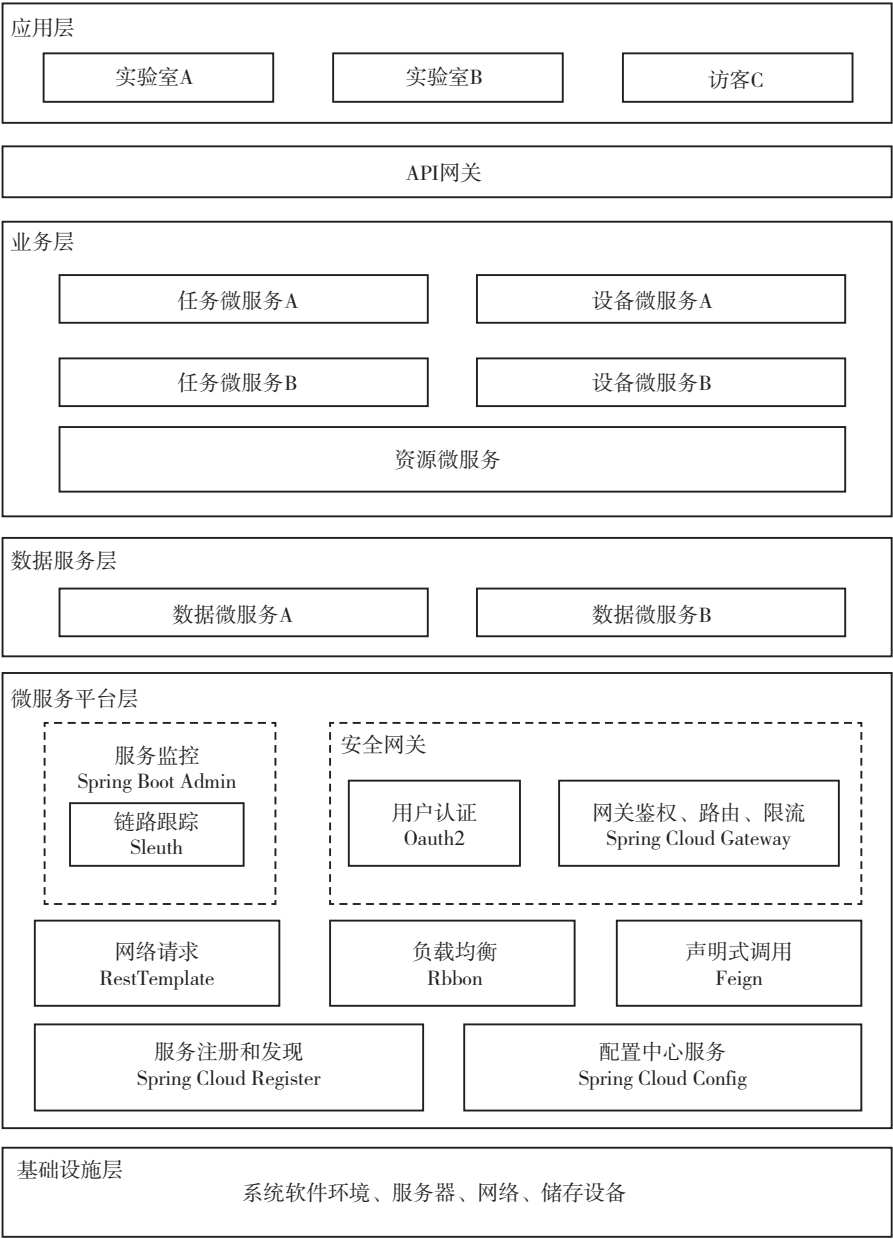 应用层
实验室A
实验室B
访客C
API网关
业务层
任务微服务A
设备微服务A
任务微服务B
设备微服务B
资源微服务
数据服务层
数据微服务A
数据微服务B
微服务平台层
服务监控
Spring Boot Admin
链路跟踪
Sleuth
安全网关
用户认证
Oauth2
网关鉴权、路由、限流
Spring Cloud Gateway
网络请求
RestTemplate
负载均衡
Rbbon
声明式调用
Feign
服务注册和发现
Spring Cloud Register
配置中心服务
Spring Cloud Config
基础设施层
系统软件环境、服务器、网络、储存设备